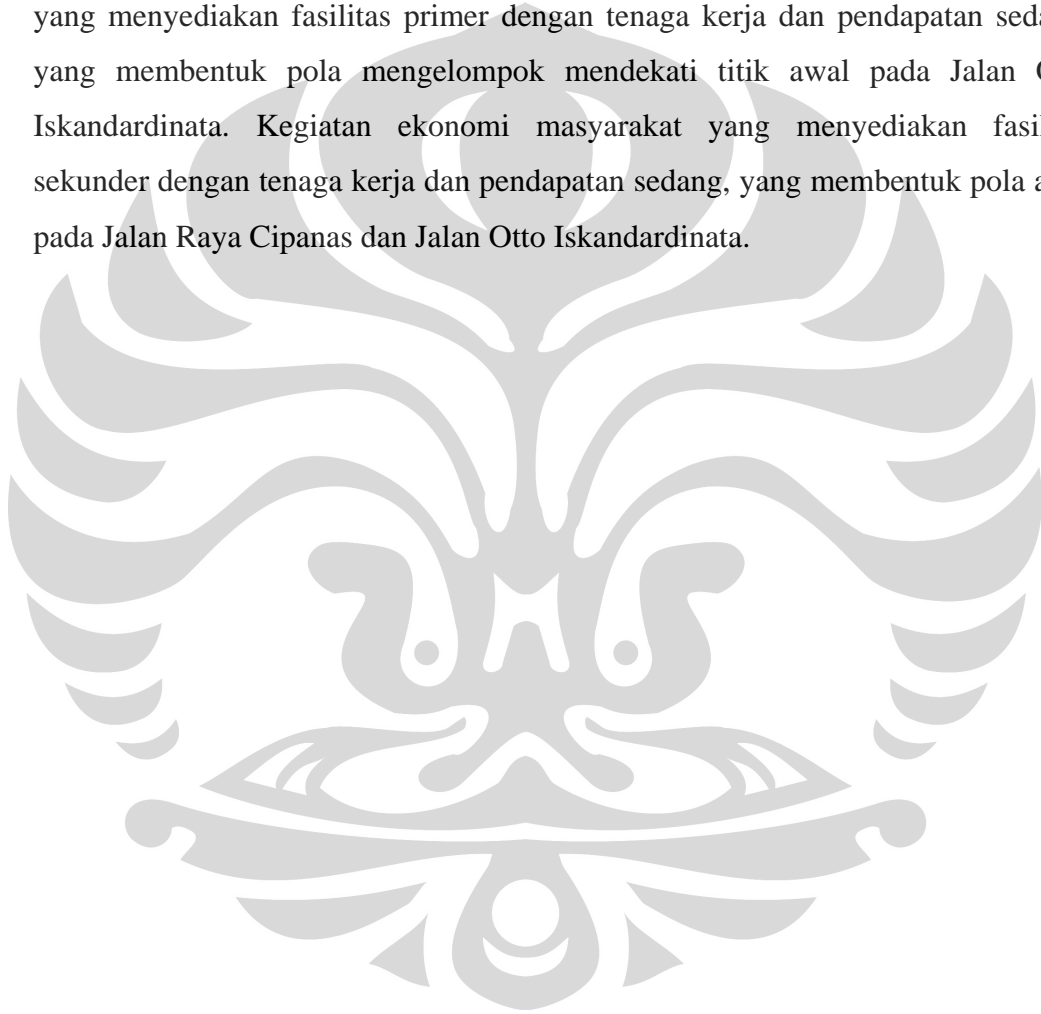 yang menyediakan fasilitas primer dengan tenaga kerja dan pendapatan
yang membentuk pola mengelompok mendekati titik awal pada Jalan
Iskandardinata. Kegiatan ekonomi masyarakat yang menyediakan
sekunder dengan tenaga kerja dan pendapatan sedang, yang membentuk pola
pada Jalan Raya Cipanas dan Jalan Otto Iskandardinata.